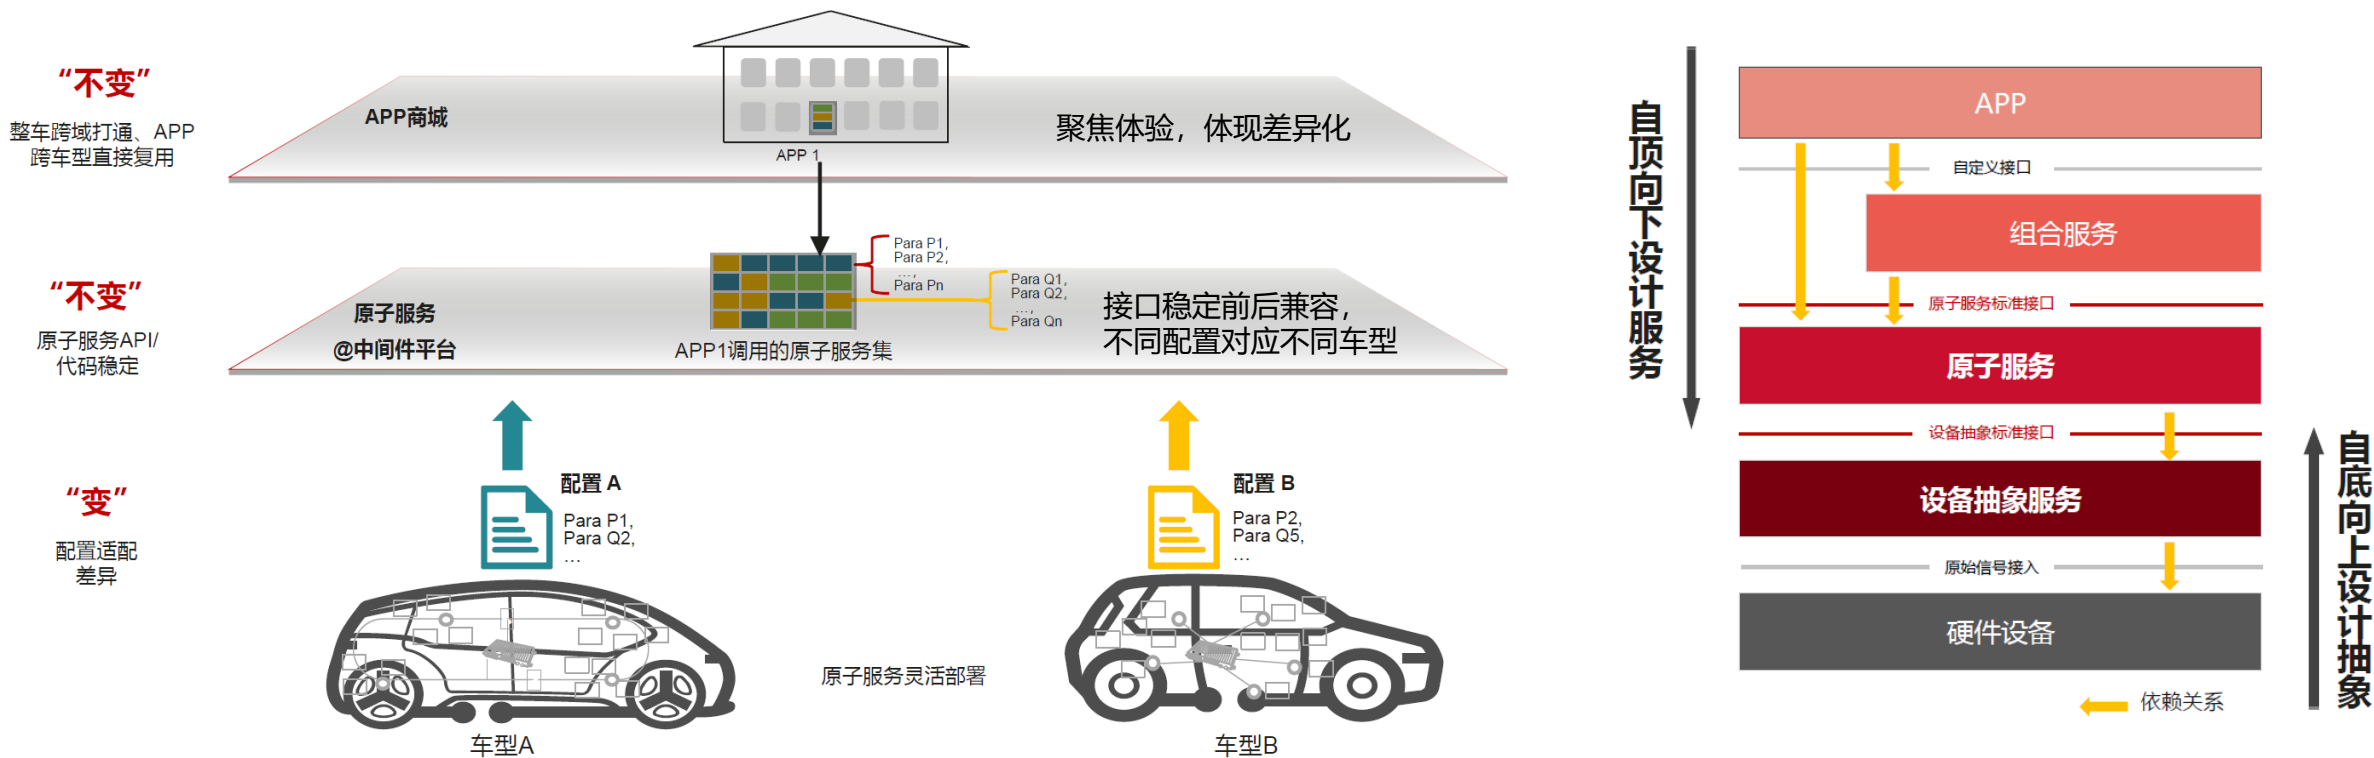 “不变”
整车跨域打通、APP
跨车型直接复用
APP商城
APP 1
聚焦体验，体现差异化
“不变”
原子服务API/
代码稳定
原子服务
@中间件平台
Para P1,
Para P2,
…,
Para Pn
Para Q1,
Para Q2,
…,
Para Qn
APP1调用的原子服务集
接口稳定前后兼容，
不同配置对应不同车型
“变”
配置适配
差异
配置 A
Para P1,
Para Q2,
…
配置 B
Para P2,
Para Q5,
…
原子服务灵活部署
车型A
车型B
自顶向下设计服务
APP
自定义接口
组合服务
原子服务标准接口
原子服务
设备抽象标准接口
设备抽象服务
原始信号接入
硬件设备
依赖关系
自底向上设计抽象